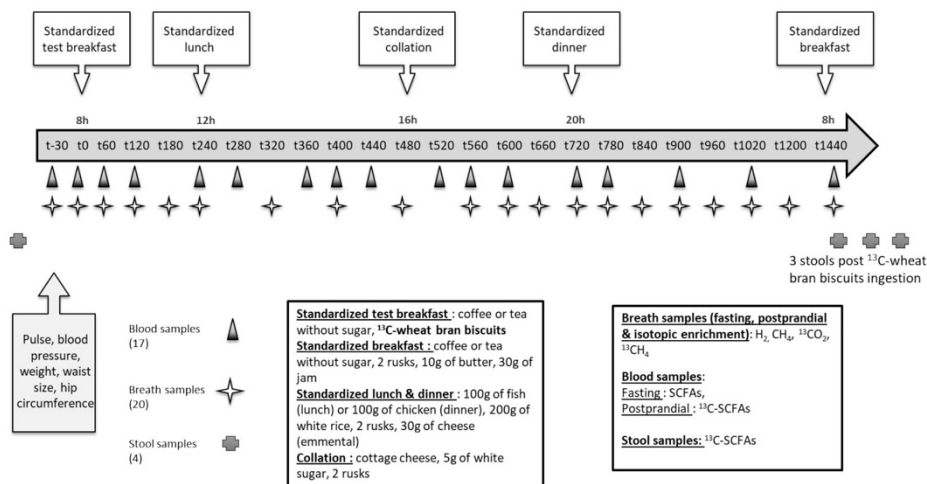 Standardized
test breakfast
Standardized
lunch
Standardized
collation
Standardized
dinner
Standardized
breakfast
8h
12h
16h
20h
8h
t-30 t0 t60 t120 t180 t240 t280 t320 t360 t400 t440 t480 t520 t560 t600 t660 t720 t780 t840 t900 t960 t1020 t1200 t1440
3 stools post ¹³C-wheat
bran biscuits ingestion
Pulse, blood
pressure,
weight, waist
size, hip
circumference
Blood samples
(17)
Breath samples
(20)
Stool samples
(4)
Standardized test breakfast : coffee or tea
without sugar, ¹³C-wheat bran biscuits
Standardized breakfast : coffee or tea
without sugar, 2 rusks, 10g of butter, 30g of
jam
Standardized lunch & dinner : 100g of fish
(lunch) or 100g of chicken (dinner), 200g of
white rice, 2 rusks, 30g of cheese
(emmental)
Collation : cottage cheese, 5g of white
sugar, 2 rusks
Breath samples (fasting, postprandial
& isotopic enrichment): H₂, CH₄, ¹³CO₂,
¹³CH₄
Blood samples:
Fasting : SCFAs,
Postprandial : ¹³C-SCFAs
Stool samples: ¹³C-SCFAs